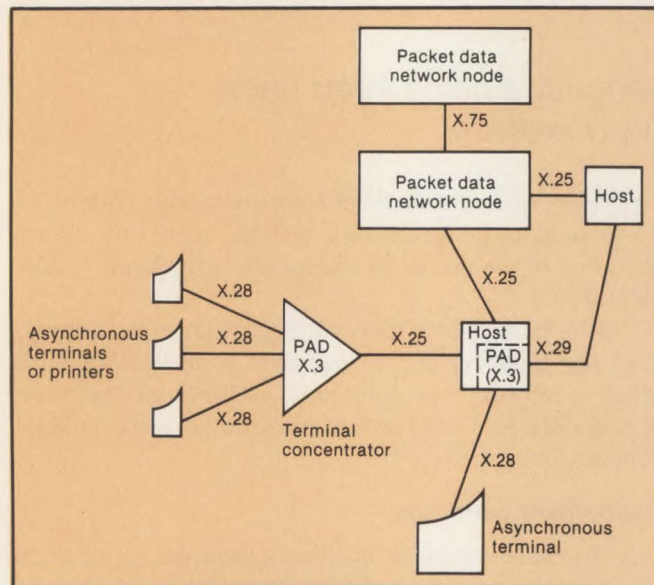 Packet data
network node
X.75
Packet data
network node
X.25
Host
X.25
X.28
Asynchronous
terminals
or printers
X.28
X.28
PAD
X.3
Terminal
concentrator
X.25
Host
PAD
(X.3)
X.29
X.28
Asynchronous
terminal